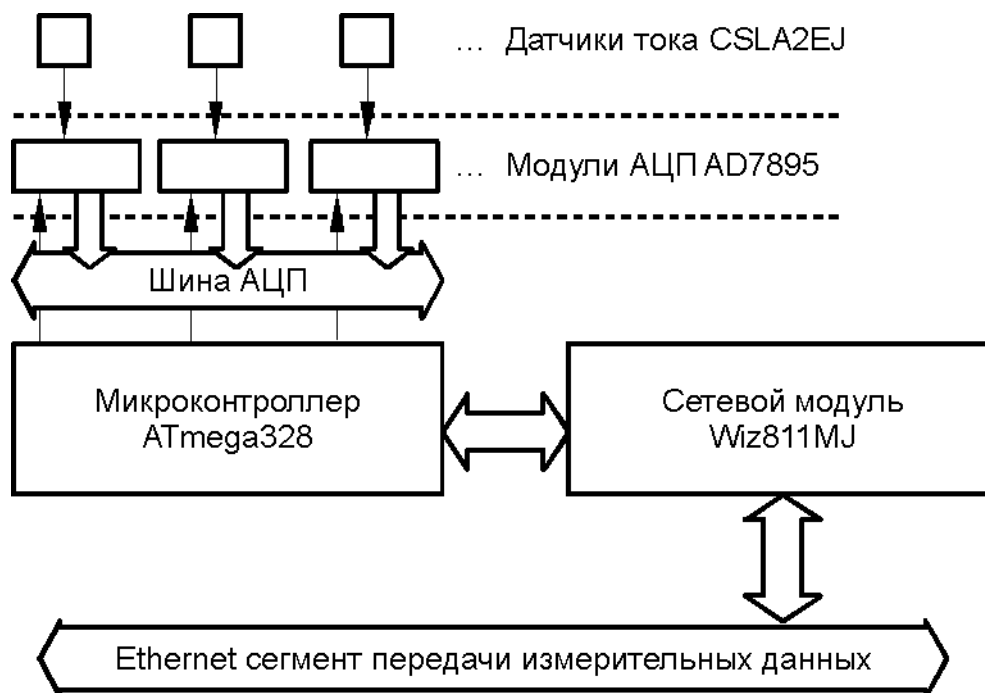 ... Датчики тока CSLA2EJ
... Модули АЦП AD7895
Шина АЦП
Микроконтроллер
ATmega328
Сетевой модуль
Wiz811MJ
Ethernet сегмент передачи измерительных данных